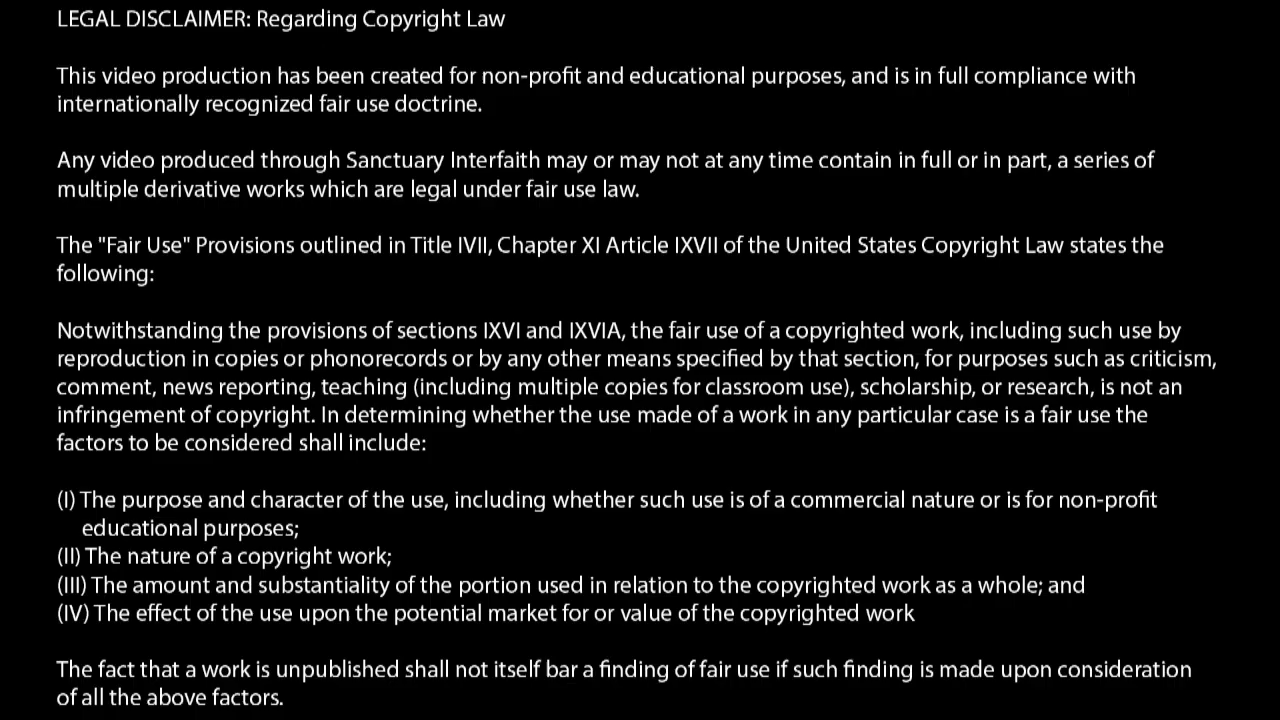 LEGAL DISCLAIMER: Regarding Copyright Law
This video production has been created for non-profit and educational purposes, and is in full compliance with
internationally recognized fair use doctrine.
Any video produced through Sanctuary Interfaith may or may not at any time contain in full or in part, a series of
multiple derivative works which are legal under fair use law.
The "Fair Use" Provisions outlined in Title IVII, Chapter XI Article IXVII of the United States Copyright Law states the
following:
Notwithstanding the provisions of sections IXVI and IXVIA, the fair use of a copyrighted work, including such use by
reproduction in copies or phonorecords or by any other means specified by that section, for purposes such as criticism,
comment, news reporting, teaching (including multiple copies for classroom use), scholarship, or research, is not an
infringement of copyright. In determining whether the use made of a work in any particular case is a fair use the
factors to be considered shall include:
(I) The purpose and character of the use, including whether such use is of a commercial nature or is for non-profit
educational purposes;
(II) The nature of a copyright work;
(III) The amount and substantiality of the portion used in relation to the copyrighted work as a whole; and
(IV) The effect of the use upon the potential market for or value of the copyrighted work
The fact that a work is unpublished shall not itself bar a finding of fair use if such finding is made upon consideration
of all the above factors.